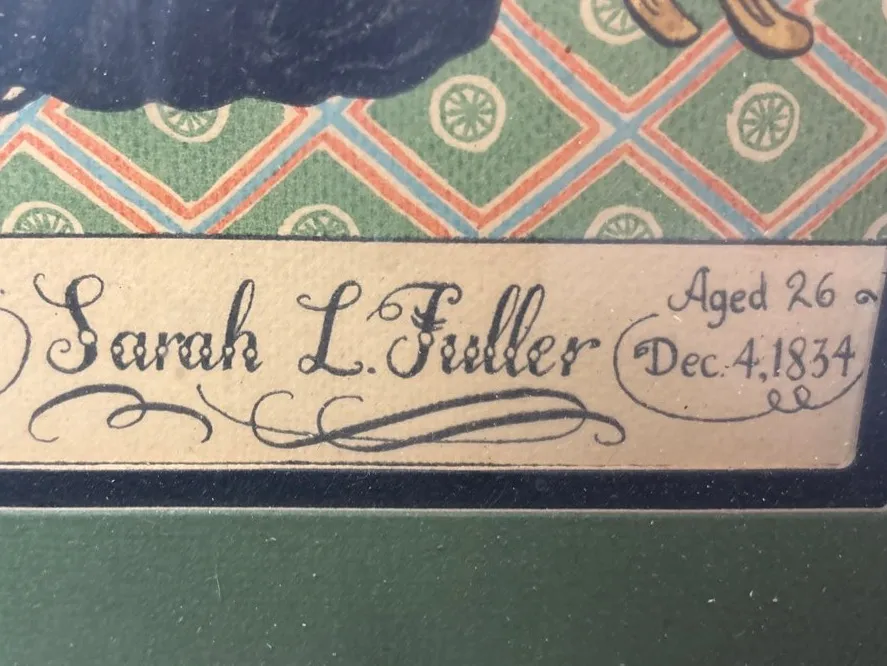 Sarah L. Fuller
Aged 26
Dec. 4, 1834